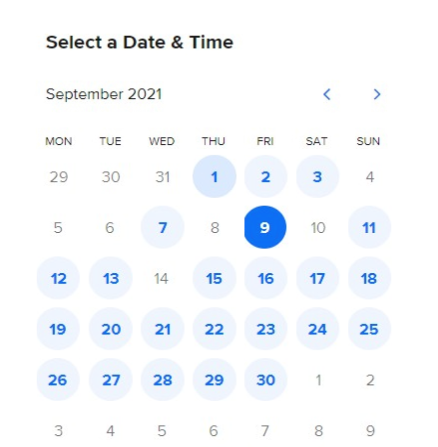 Select a Date & Time
September 2021
MON TUE WED THU FRI SAT SUN
29 30 31 1 2 3 4
5 6 7 8 9 10 11
12 13 14 15 16 17 18
19 20 21 22 23 24 25
26 27 28 29 30 1 2
3 4 5 6 7 8 9